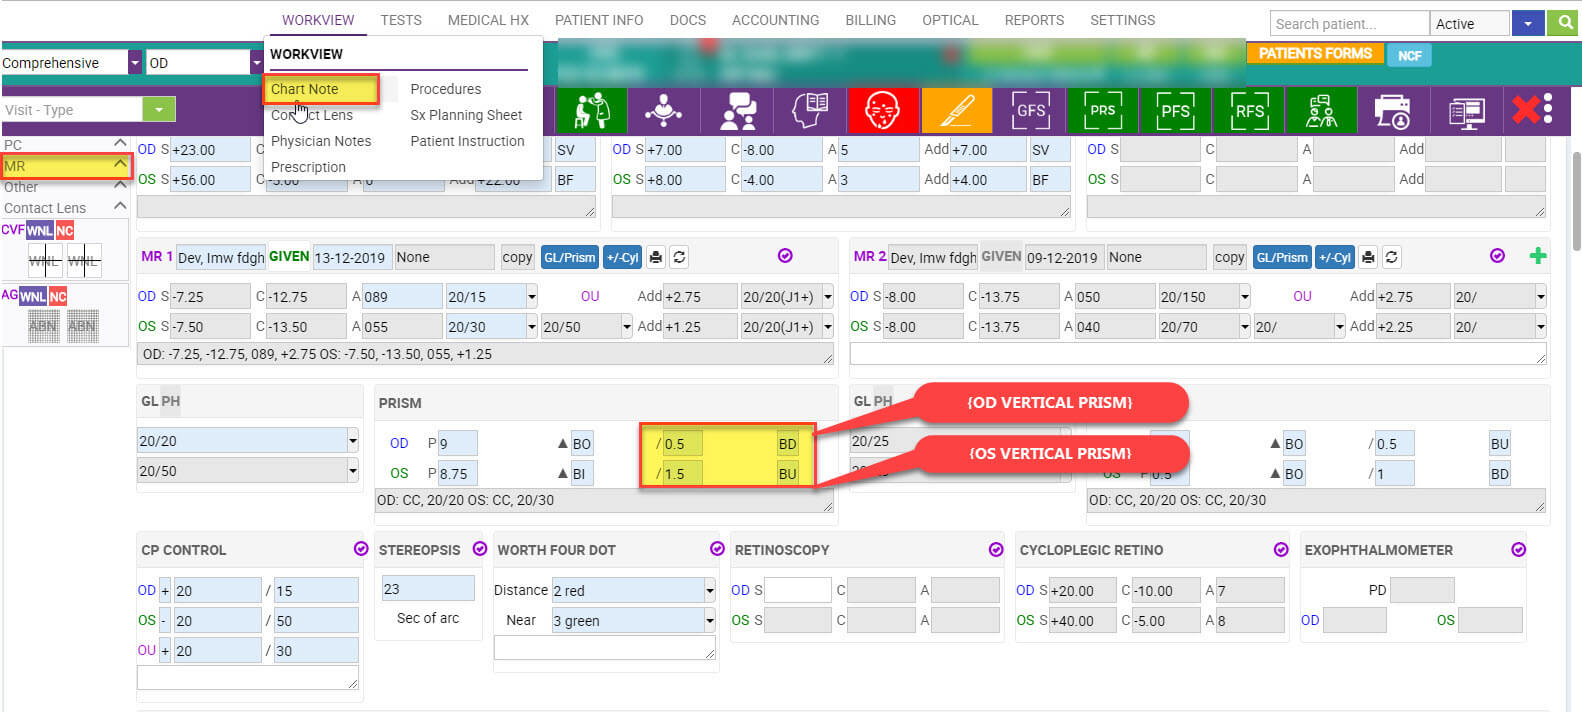 WORKVIEW TESTS MEDICAL HX PATIENT INFO DOCS ACCOUNTING BILLING OPTICAL REPORTS SETTINGS Search patient... Active
WORKVIEW
Comprehensive OD PATIENTS FORMS NCF
Chart Note Procedures
Visit - Type Contact Lens Sx Planning Sheet GFS PRS PFS RFS
Physician Notes Patient Instruction
Prescription
PC
MR
Other
Contact Lens
CVF WNL NC
WNL WNL
AG WNL NC
ABN ABN
OD S +23.00 C SV OD S +7.00 C -8.00 A 5 Add +7.00 SV OD S C A Add
OS S +56.00 BF OS S +8.00 C -4.00 A 3 Add +4.00 BF OS S C A Add
MR 1 Dev, Imw fdgh GIVEN 13-12-2019 None copy GL/Prism +/-Cyl MR 2 Dev, Imw fdgh GIVEN 09-12-2019 None copy GL/Prism +/-Cyl
OD S -7.25 C -12.75 A 089 20/15 OU Add +2.75 20/20(J1+) OD S -8.00 C -13.75 A 050 20/150 OU Add +2.75 20/
OS S -7.50 C -13.50 A 055 20/30 20/50 Add +1.25 20/20(J1+) OS S -8.00 C -13.75 A 040 20/70 20/ Add +2.25 20/
OD: -7.25, -12.75, 089, +2.75 OS: -7.50, -13.50, 055, +1.25
GL PH PRISM GL PH
{OD VERTICAL PRISM}
20/20 OD P 9 ▲ BO / 0.5 BD 20/25 ▲ BO / 0.5 BU
{OS VERTICAL PRISM}
20/50 OS P 8.75 ▲ BI / 1.5 BU OS P 0.5 ▲ BO / 1 BD
OD: CC, 20/20 OS: CC, 20/30 OD: CC, 20/20 OS: CC, 20/30
CP CONTROL STEREOPSIS WORTH FOUR DOT RETINOSCOPY CYCLOPLEGIC RETINO EXOPHTHALMOMETER
OD + 20 / 15 23 Distance 2 red OD S C A OD S +20.00 C -10.00 A 7 PD
OS - 20 / 50 Sec of arc Near 3 green OS S C A OS S +40.00 C -5.00 A 8 OD OS
OU + 20 / 30